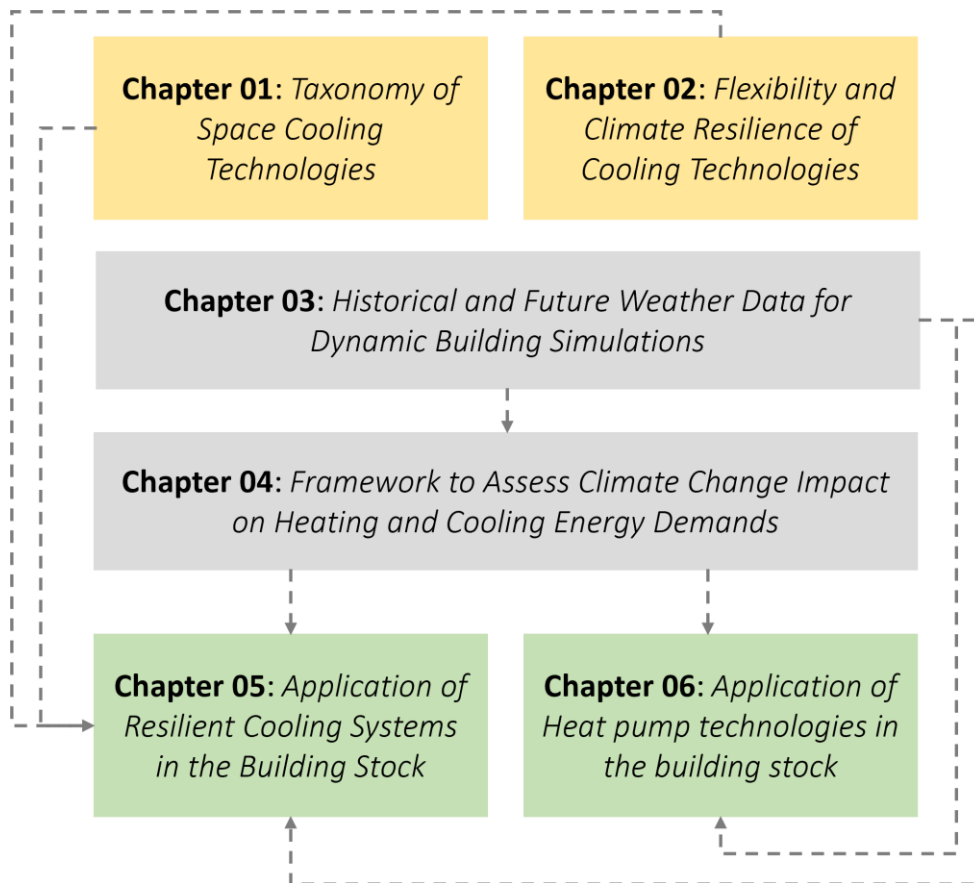 Chapter 01: Taxonomy of
Space Cooling
Technologies
Chapter 02: Flexibility and
Climate Resilience of
Cooling Technologies
Chapter 03: Historical and Future Weather Data for
Dynamic Building Simulations
Chapter 04: Framework to Assess Climate Change Impact
on Heating and Cooling Energy Demands
Chapter 05: Application of
Resilient Cooling Systems
in the Building Stock
Chapter 06: Application of
Heat pump technologies in
the building stock